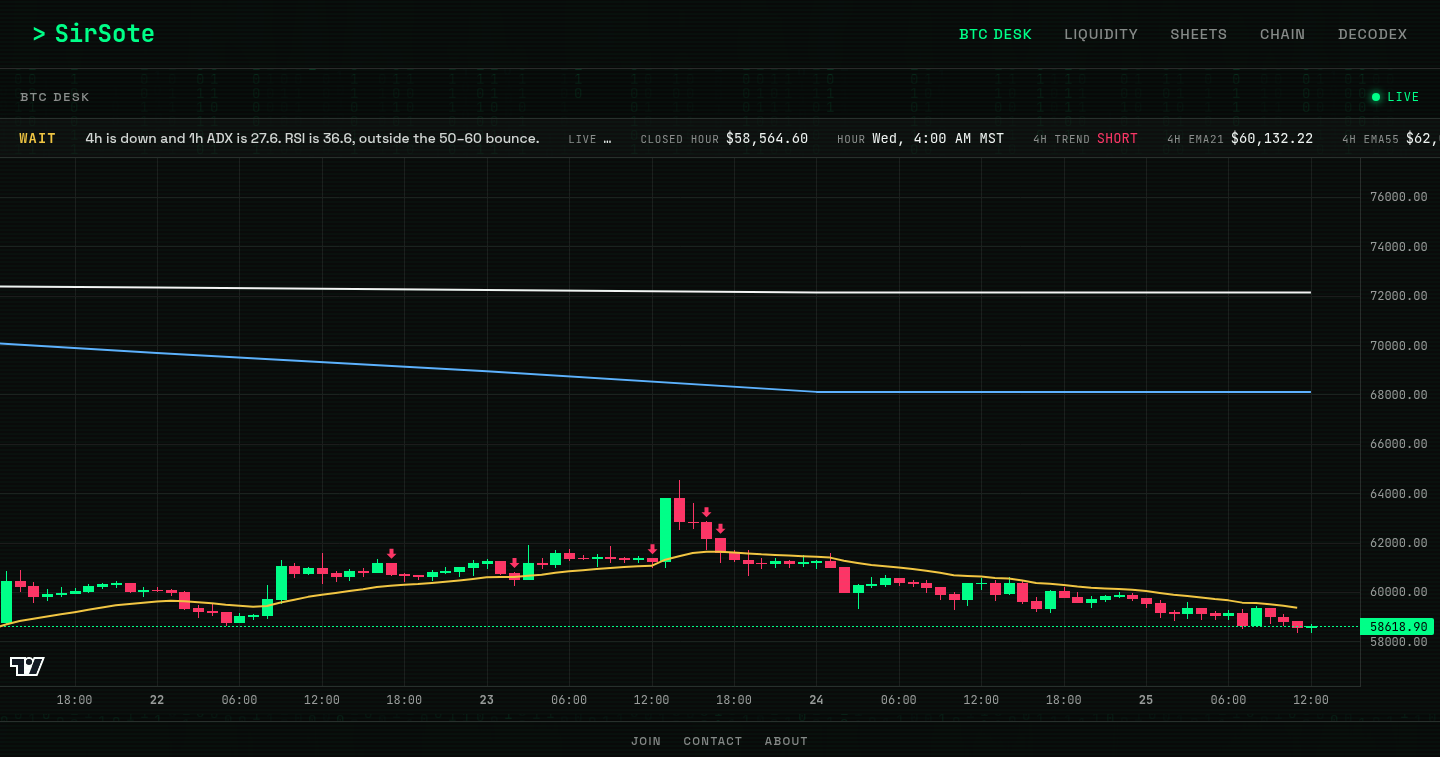 > SirSote
BTC DESK LIQUIDITY SHEETS CHAIN DECODEX
BTC DESK
LIVE
WAIT 4h is down and 1h ADX is 27.6. RSI is 36.6, outside the 50–60 bounce. LIVE … CLOSED HOUR $58,564.60 HOUR Wed, 4:00 AM MST 4H TREND SHORT 4H EMA21 $60,132.22 4H EMA55 $62,
76000.00
74000.00
72000.00
70000.00
68000.00
66000.00
64000.00
62000.00
60000.00
58618.90
58000.00
18:00 22 06:00 12:00 18:00 23 06:00 12:00 18:00 24 06:00 12:00 18:00 25 06:00 12:00
JOIN CONTACT ABOUT